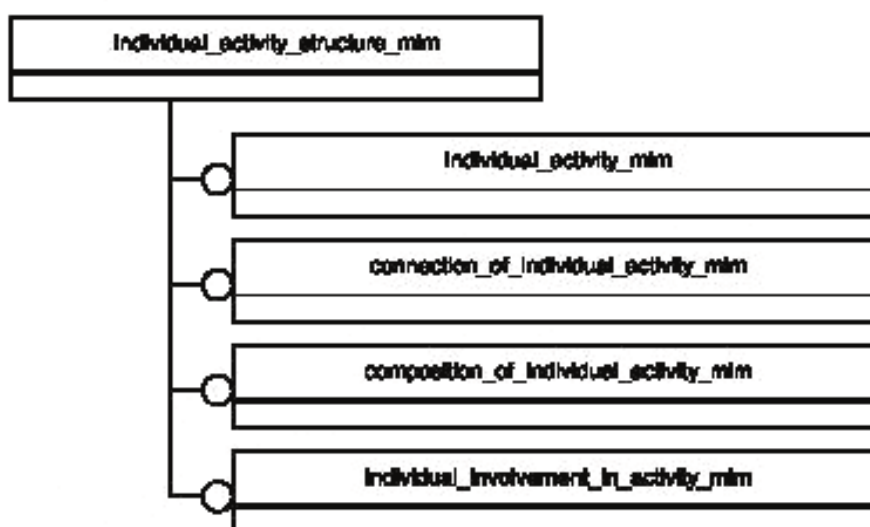 individual_activity_structure_mim
individual_activity_mim
connection_of_individual_activity_mim
composition_of_individual_activity_mim
individual_involvement_in_activity_mim